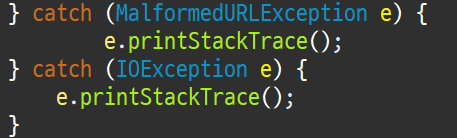 } catch (MalformedURLException e) {
e.printStackTrace();
} catch (IOException e) {
e.printStackTrace();
}